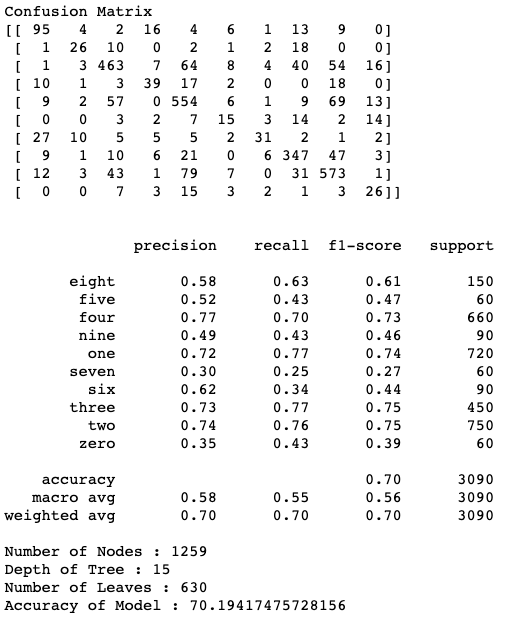 Confusion Matrix
[[ 95 4 2 16 4 6 1 13 9 0]
[ 1 26 10 0 2 1 2 18 0 0]
[ 1 3 463 7 64 8 4 40 54 16]
[ 10 1 3 39 17 2 0 0 18 0]
[ 9 2 57 0 554 6 1 9 69 13]
[ 0 0 3 2 7 15 3 14 2 14]
[ 27 10 5 5 5 2 31 2 1 2]
[ 9 1 10 6 21 0 6 347 47 3]
[ 12 3 43 1 79 7 0 31 573 1]
[ 0 0 7 3 15 3 2 1 3 26]]
precision recall f1-score support
eight 0.58 0.63 0.61 150
five 0.52 0.43 0.47 60
four 0.77 0.70 0.73 660
nine 0.49 0.43 0.46 90
one 0.72 0.77 0.74 720
seven 0.30 0.25 0.27 60
six 0.62 0.34 0.44 90
three 0.73 0.77 0.75 450
two 0.74 0.76 0.75 750
zero 0.35 0.43 0.39 60
accuracy 0.70 3090
macro avg 0.58 0.55 0.56 3090
weighted avg 0.70 0.70 0.70 3090
Number of Nodes : 1259
Depth of Tree : 15
Number of Leaves : 630
Accuracy of Model : 70.19417475728156